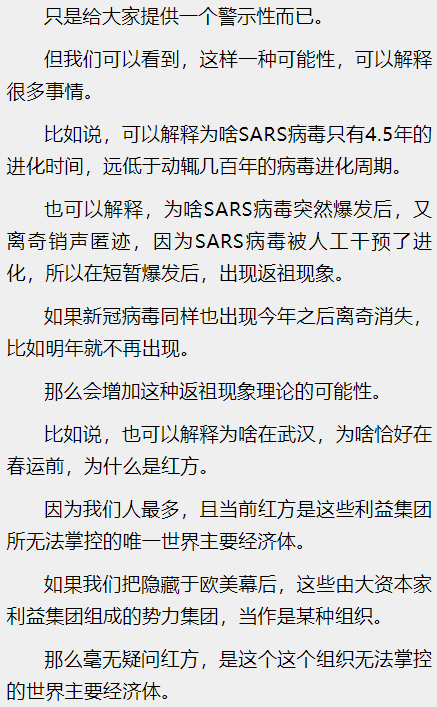 只是给大家提供一个警示性而已。
但我们可以看到，这样一种可能性，可以解释
很多事情。
比如说，可以解释为啥SARS病毒只有4.5年的
进化时间，远低于动辄几百年的病毒进化周期。
也可以解释，为啥SARS病毒突然爆发后，又
离奇销声匿迹，因为SARS病毒被人工干预了进
化，所以在短暂爆发后，出现返祖现象。
如果新冠病毒同样也出现今年之后离奇消失，
比如明年就不再出现。
那么会增加这种返祖现象理论的可能性。
比如说，也可以解释为啥在武汉，为啥恰好在
春运前，为什么是红方。
因为我们人最多，且当前红方是这些利益集团
所无法掌控的唯一世界主要经济体。
如果我们把隐藏于欧美幕后，这些由大资本家
利益集团组成的势力集团，当作是某种组织。
那么毫无疑问红方，是这个这个组织无法掌控
的世界主要经济体。